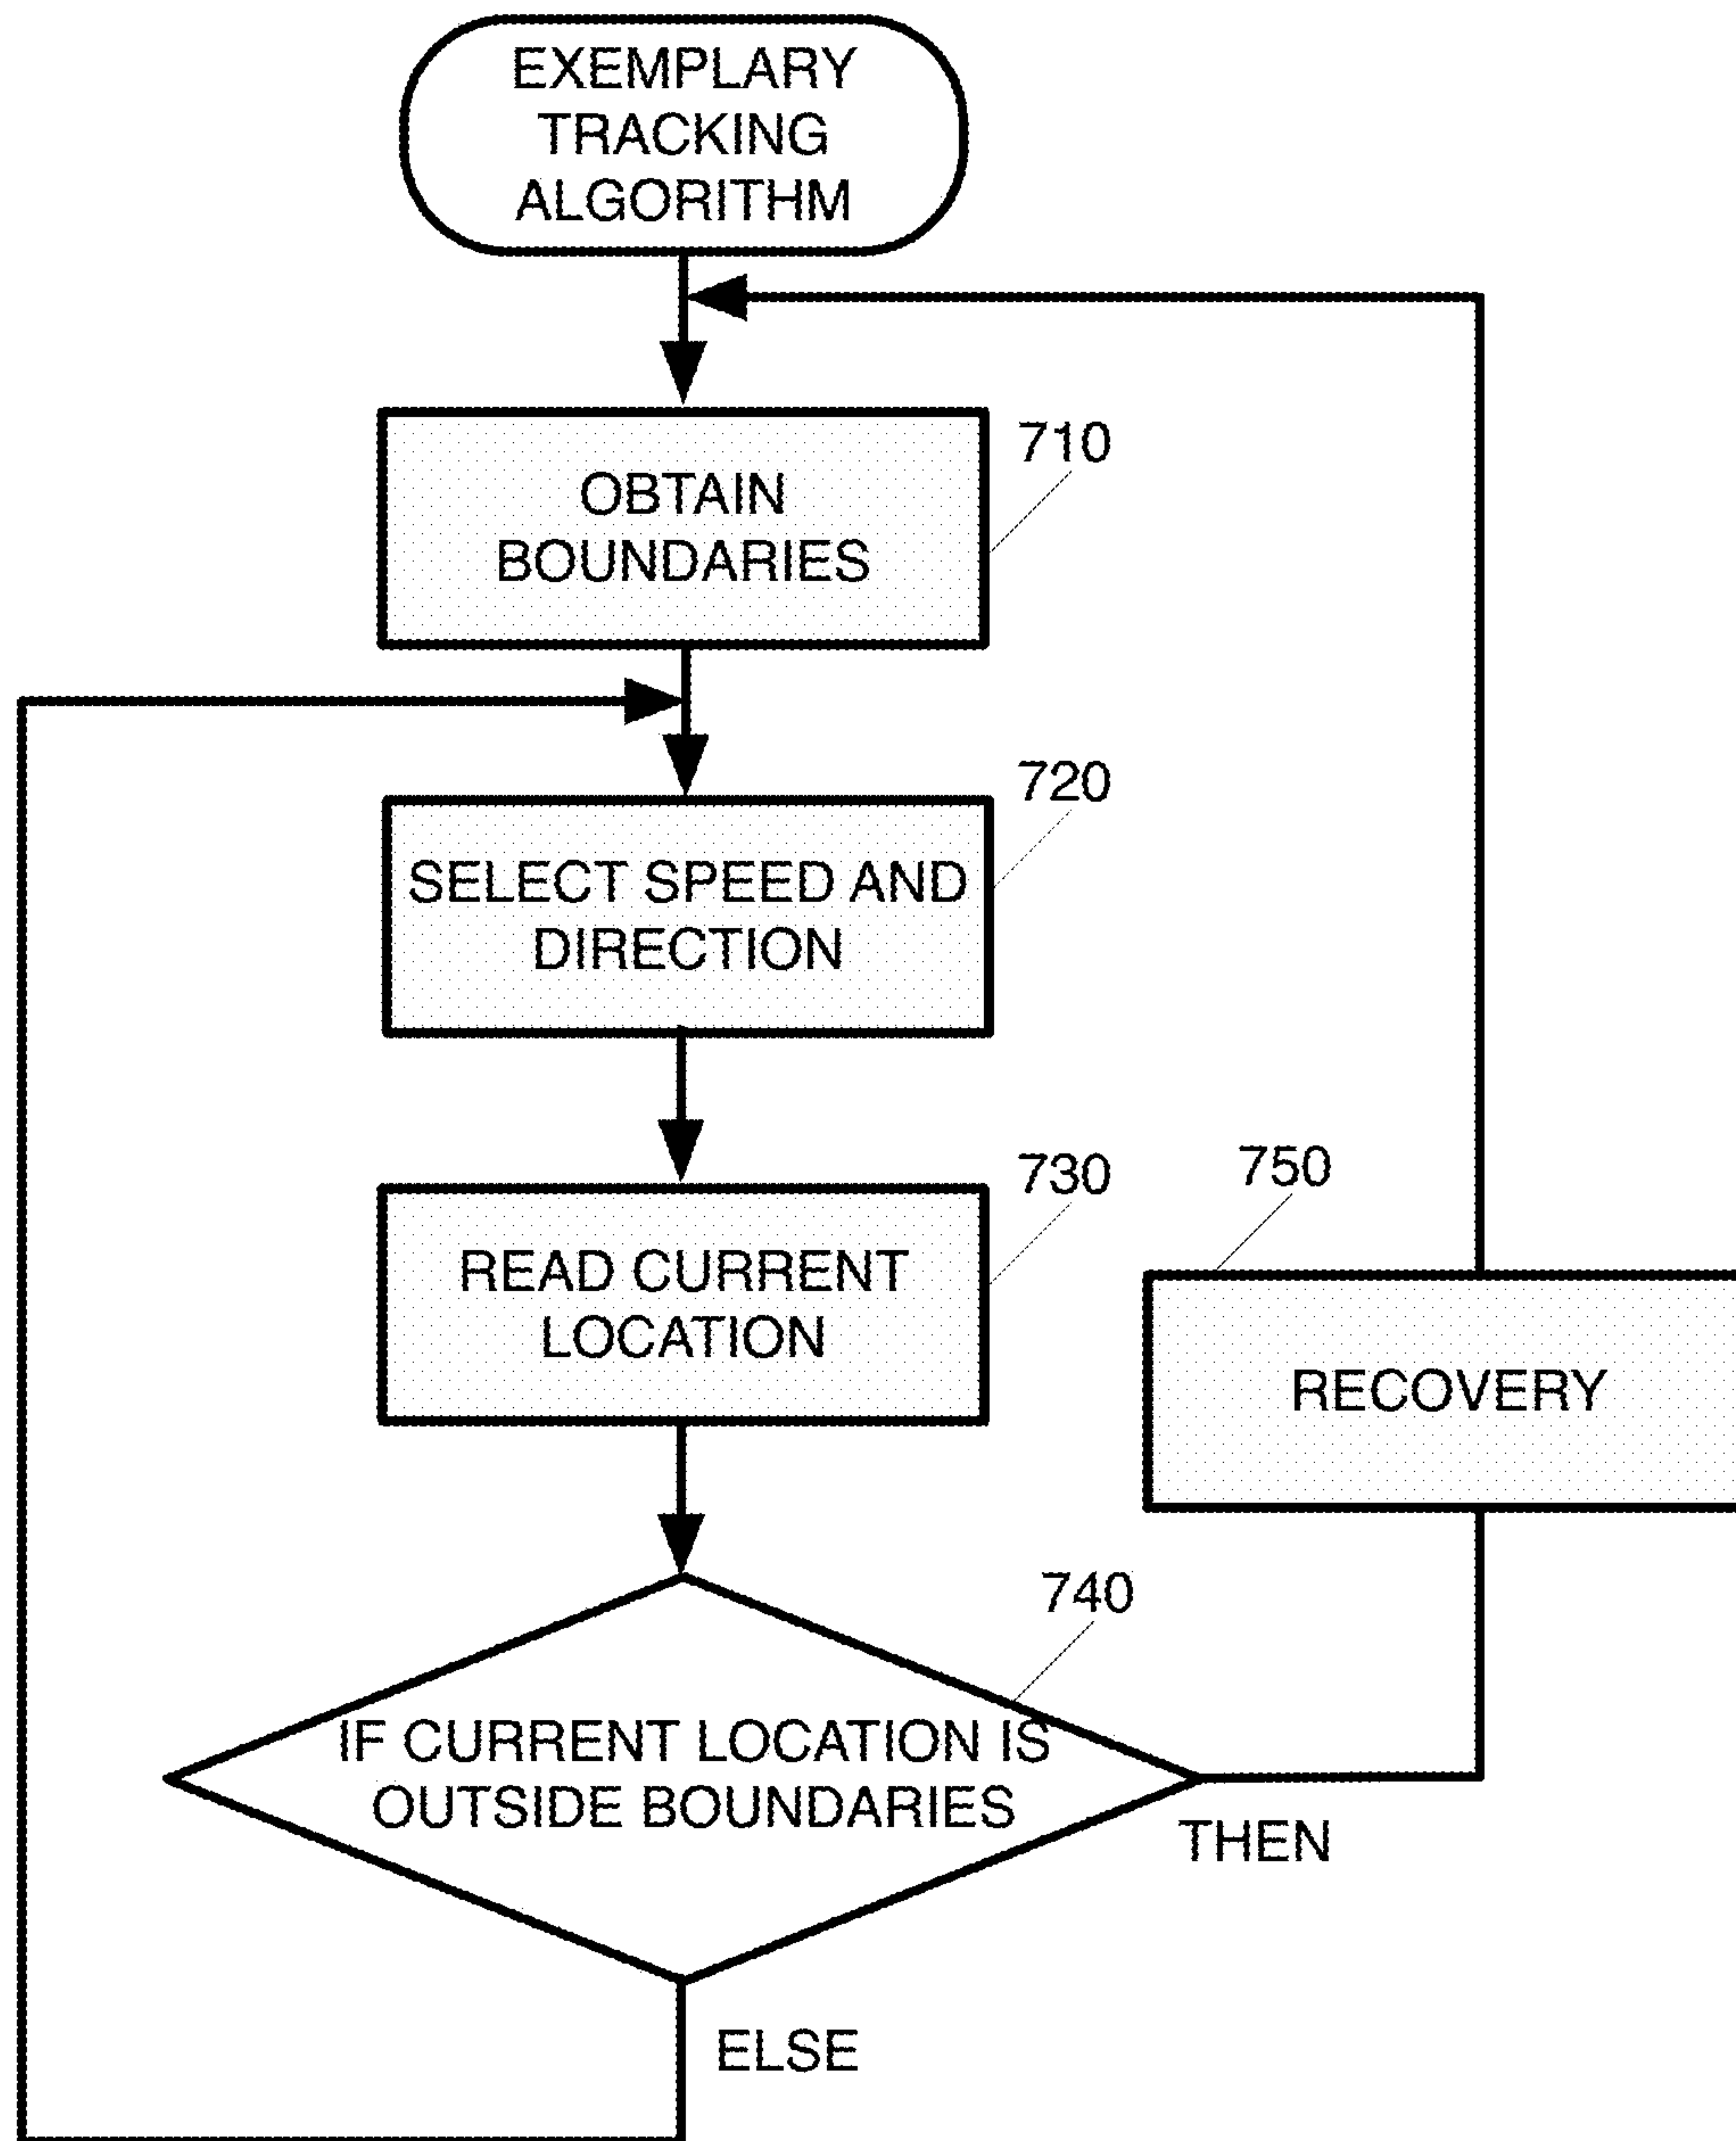 EXEMPLARY
TRACKING
ALGORITHM
710
OBTAIN
BOUNDARIES
720
SELECT SPEED AND
DIRECTION
730
READ CURRENT
LOCATION
750
RECOVERY
740
IF CURRENT LOCATION IS
OUTSIDE BOUNDARIES
THEN
ELSE